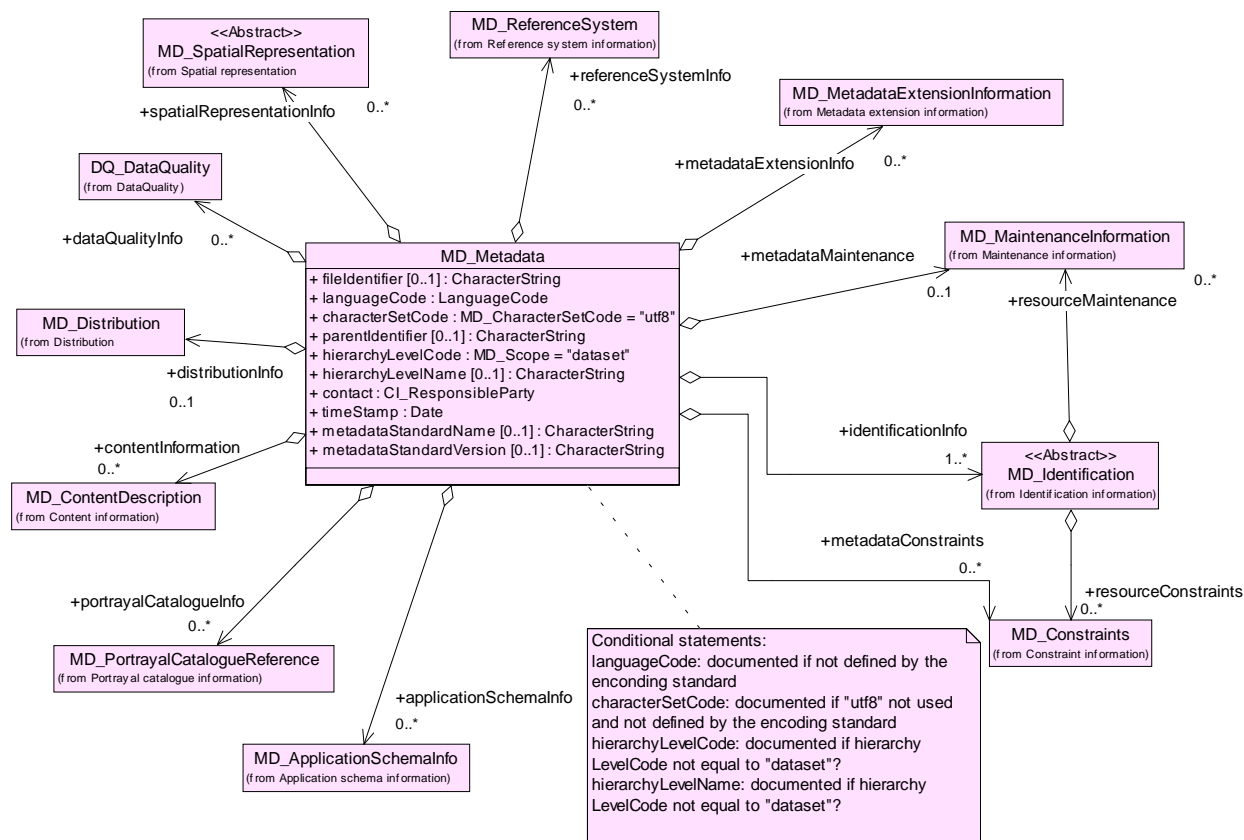 <<Abstract>>
MD_SpatialRepresentation
(from Spatial representation
+spatialRepresentationInfo
0..*
MD_ReferenceSystem
(from Reference system information)
+referenceSystemInfo
0..*
MD_MetadataExtensionInformation
(from Metadata extension information)
+metadataExtensionInfo
0..*
DQ_DataQuality
(from DataQuality)
+dataQualityInfo
0..*
MD_MaintenanceInformation
(from Maintenance information)
+metadataMaintenance
0..1
0..*
+resourceMaintenance
MD_Metadata
+ fileIdentifier [0..1] : CharacterString
+ languageCode : LanguageCode
+ characterSetCode : MD_CharacterSetCode = "utf8"
+ parentIdentifier [0..1] : CharacterString
+ hierarchyLevelCode : MD_Scope = "dataset"
+ hierarchyLevelName [0..1] : CharacterString
+ contact : CI_ResponsibleParty
+ timeStamp : Date
+ metadataStandardName [0..1] : CharacterString
+ metadataStandardVersion [0..1] : CharacterString
MD_Distribution
(from Distribution
+distributionInfo
0..1
+contentInformation
0..*
MD_ContentDescription
(from Content information)
+identificationInfo
1..*
<<Abstract>>
MD_Identification
(from Identification information)
+metadataConstraints
0..*
+resourceConstraints
0..*
MD_Constraints
(from Constraint information)
+portrayalCatalogueInfo
0..*
MD_PortrayalCatalogueReference
(from Portrayal catalogue information)
+applicationSchemaInfo
0..*
MD_ApplicationSchemaInfo
(from Application schema information)
Conditional statements:
languageCode: documented if not defined by the
enconding standard
characterSetCode: documented if "utf8" not used
and not defined by the encoding standard
hierarchyLevelCode: documented if hierarchy
LevelCode not equal to "dataset"?
hierarchyLevelName: documented if hierarchy
LevelCode not equal to "dataset"?